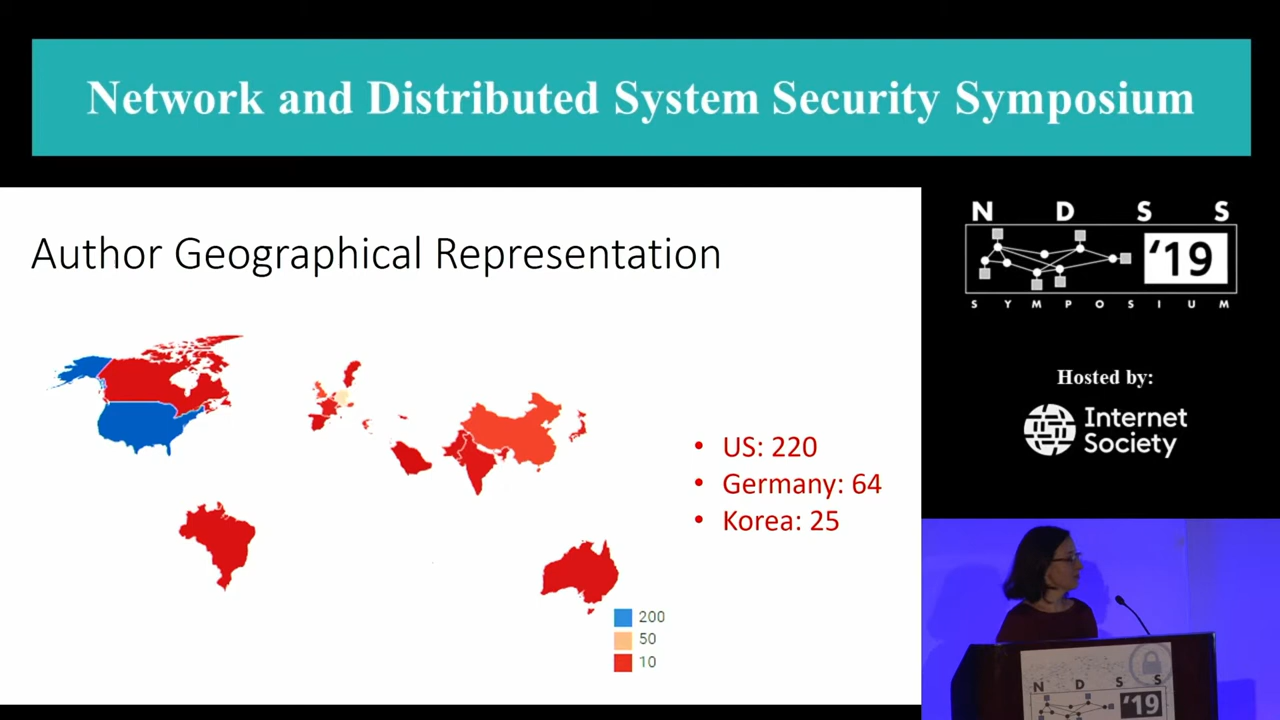 Network and Distributed System Security Symposium
Author Geographical Representation
• US: 220
• Germany: 64
• Korea: 25
200
50
10
N D S S
'19
S Y M P O S I U M
Hosted by:
Internet
Society
N D S S
'19